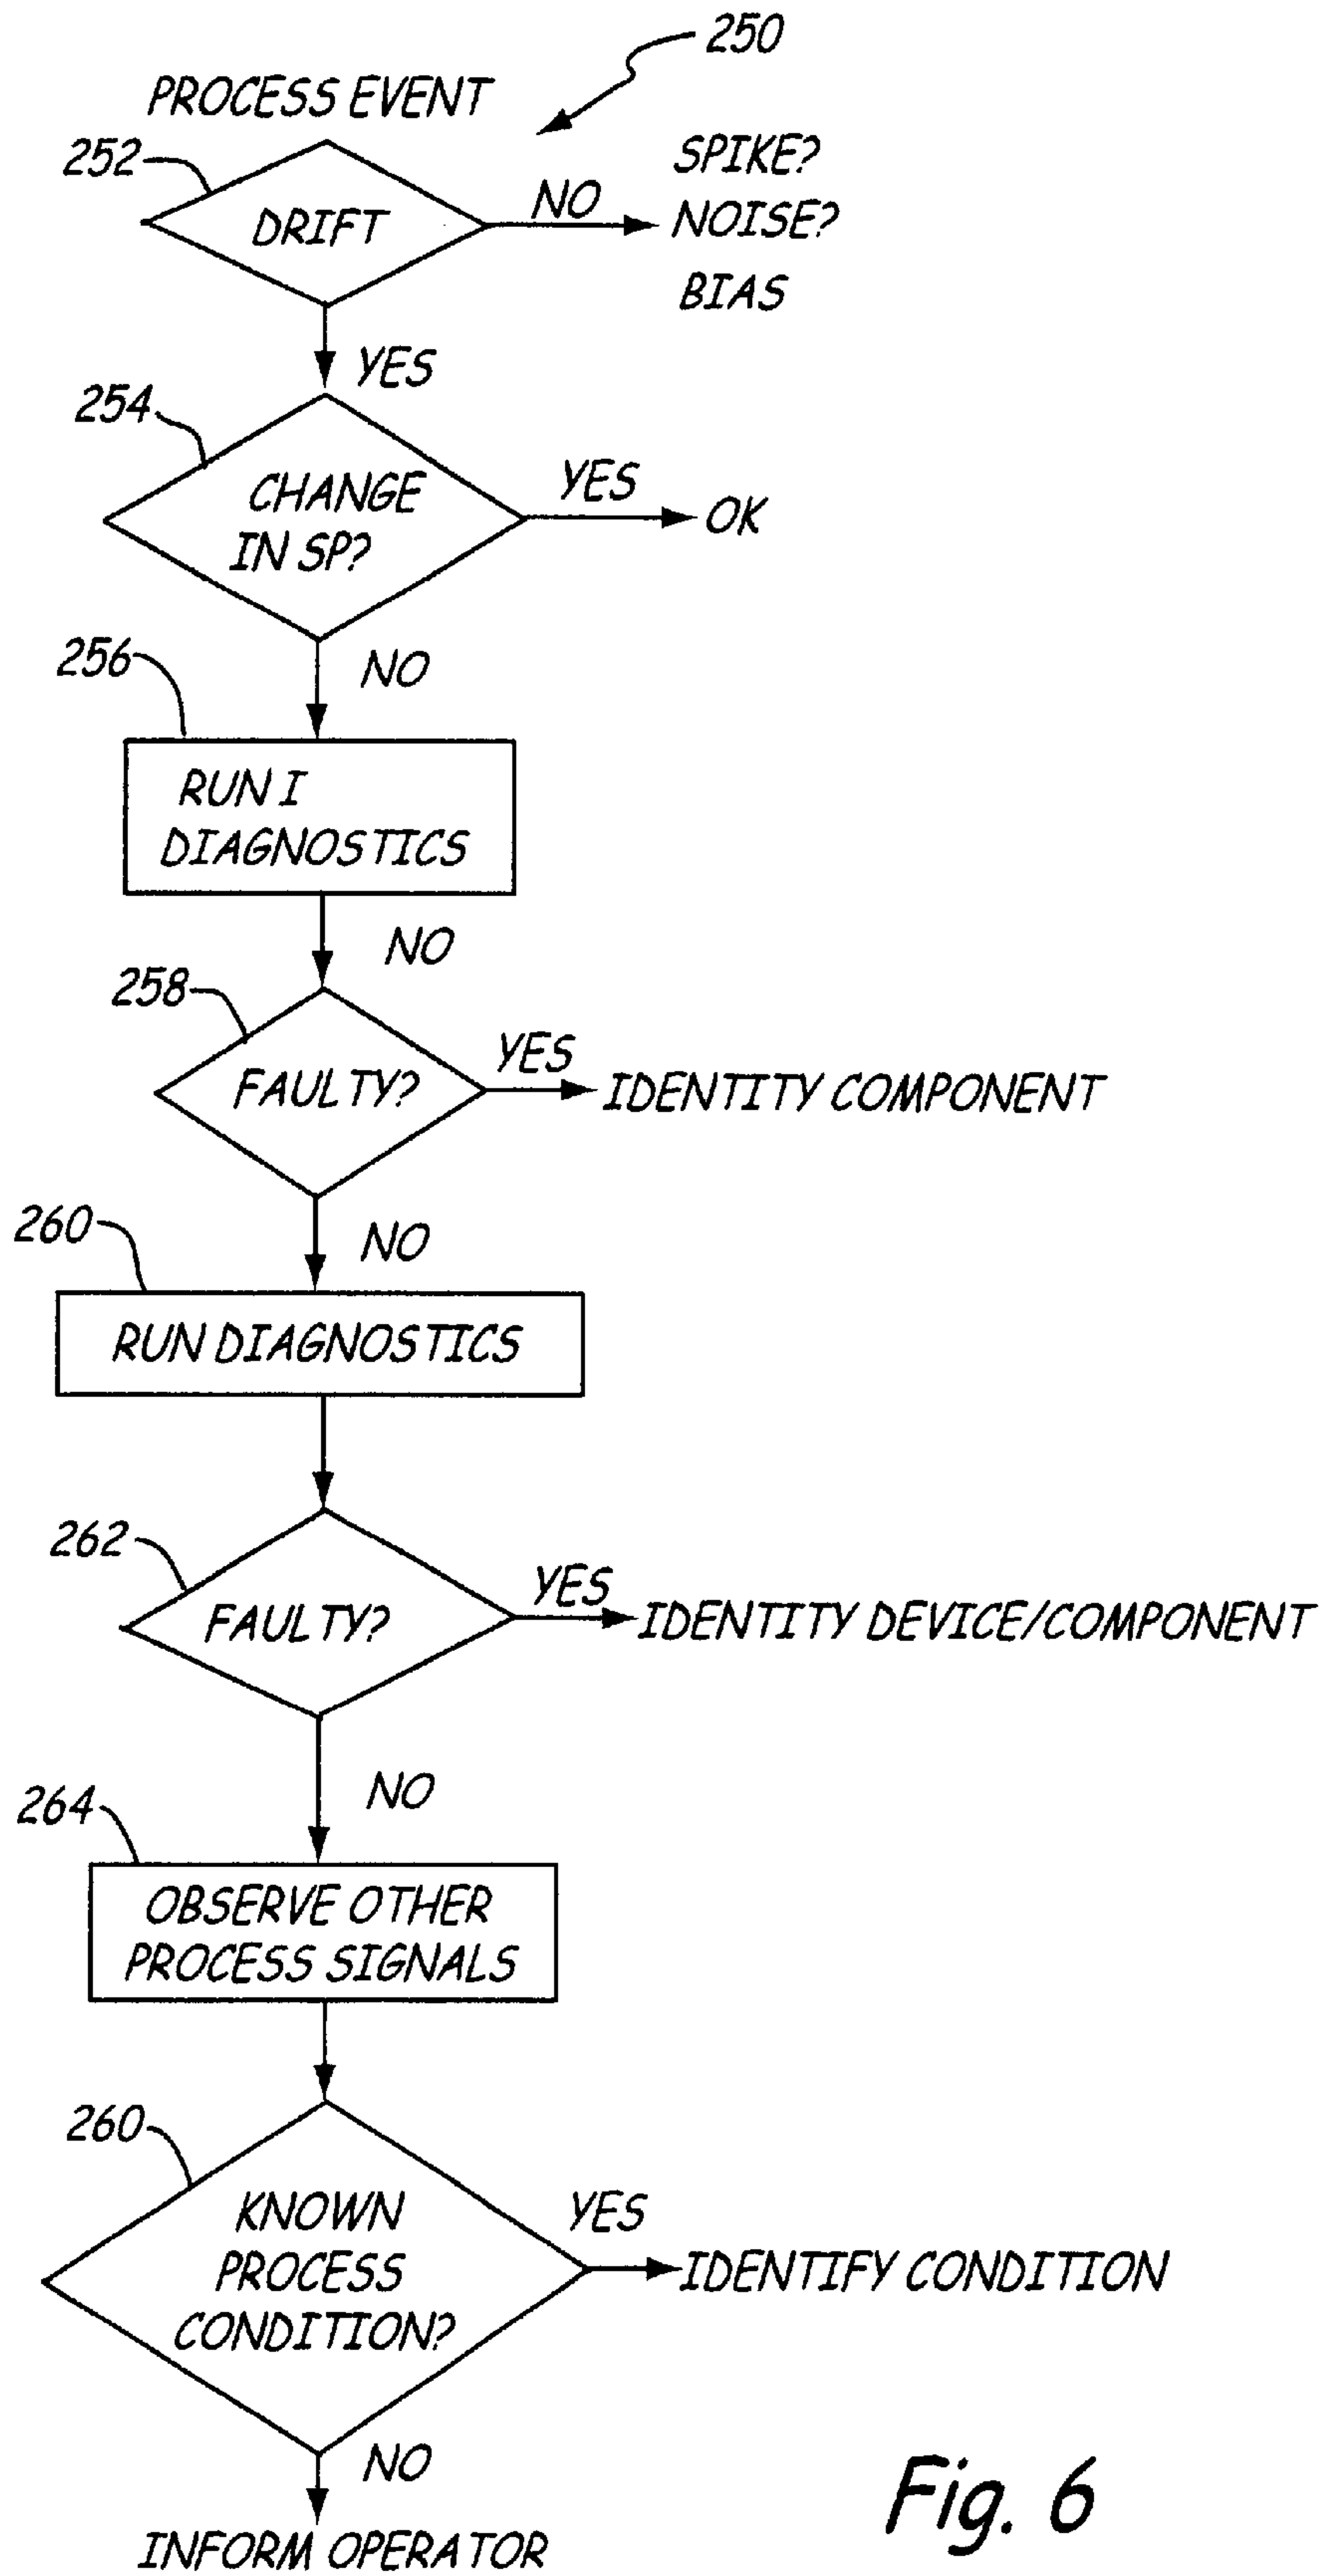 250
PROCESS EVENT
252
DRIFT
NO
SPIKE?
NOISE?
BIAS
YES
254
CHANGE
IN SP?
YES
OK
NO
256
RUN I
DIAGNOSTICS
NO
258
FAULTY?
YES
IDENTITY COMPONENT
NO
260
RUN DIAGNOSTICS
262
FAULTY?
YES
IDENTITY DEVICE/COMPONENT
NO
264
OBSERVE OTHER
PROCESS SIGNALS
260
KNOWN
PROCESS
CONDITION?
YES
IDENTIFY CONDITION
NO
INFORM OPERATOR
Fig. 6